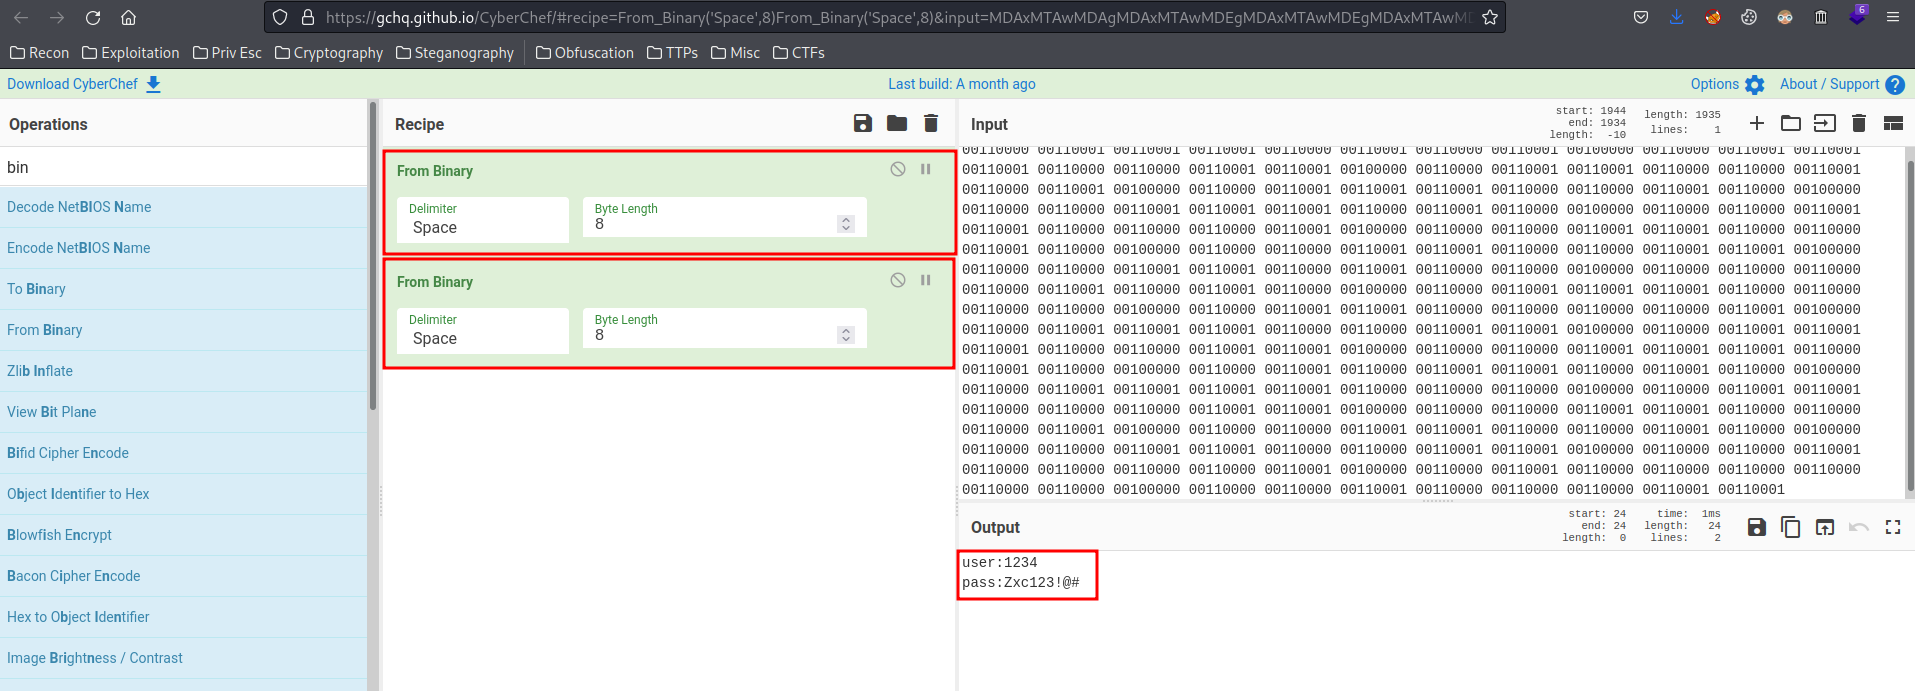 https://gchq.github.io/CyberChef/#recipe=From_Binary('Space',8)From_Binary('Space',8)&input=MDAxMTAwMDAgMDAxMTAwMDEgMDAxMTAwMDEgMDAxMTAwM
6
Recon Exploitation Priv Esc Cryptography Steganography Obfuscation TTPs Misc CTFs
Download CyberChef
Last build: A month ago
Options
About / Support
Operations
bin
Decode NetBIOS Name
Encode NetBIOS Name
To Binary
From Binary
Zlib Inflate
View Bit Plane
Bifid Cipher Encode
Object Identifier to Hex
Blowfish Encrypt
Bacon Cipher Encode
Hex to Object Identifier
Image Brightness / Contrast
Recipe
From Binary
Delimiter
Space
Byte Length
8
From Binary
Delimiter
Space
Byte Length
8
Input
start: 1944
end: 1934
length: -10
length: 1935
lines: 1
00110000 00110001 00110001 00110001 00110000 00110001 00110000 00110001 00100000 00110000 00110001 00110001
00110001 00110000 00110000 00110001 00110001 00100000 00110000 00110001 00110001 00110000 00110000 00110001
00110000 00110001 00100000 00110000 00110001 00110001 00110001 00110000 00110000 00110001 00110000 00100000
00110000 00110000 00110001 00110001 00110001 00110000 00110001 00110000 00100000 00110000 00110000 00110001
00110001 00110000 00110000 00110000 00110001 00100000 00110000 00110000 00110001 00110001 00110000 00110000
00110001 00110000 00100000 00110000 00110000 00110001 00110001 00110000 00110000 00110001 00110001 00100000
00110000 00110000 00110001 00110001 00110000 00110001 00110000 00110000 00100000 00110000 00110000 00110000
00110000 00110001 00110000 00110001 00110000 00100000 00110000 00110001 00110001 00110001 00110000 00110000
00110000 00110000 00100000 00110000 00110001 00110001 00110000 00110000 00110000 00110000 00110001 00100000
00110000 00110001 00110001 00110001 00110000 00110000 00110001 00110001 00100000 00110000 00110001 00110001
00110001 00110000 00110000 00110001 00110001 00100000 00110000 00110000 00110001 00110001 00110001 00110000
00110001 00110000 00100000 00110000 00110001 00110000 00110001 00110001 00110000 00110001 00110000 00100000
00110000 00110001 00110001 00110001 00110001 00110000 00110000 00110000 00100000 00110000 00110001 00110001
00110000 00110000 00110000 00110001 00110001 00100000 00110000 00110000 00110001 00110001 00110000 00110000
00110000 00110001 00100000 00110000 00110000 00110001 00110001 00110000 00110000 00110001 00110000 00100000
00110000 00110000 00110001 00110001 00110000 00110000 00110001 00110001 00100000 00110000 00110000 00110001
00110000 00110000 00110000 00110000 00110001 00100000 00110000 00110001 00110000 00110000 00110000 00110000
00110000 00110000 00100000 00110000 00110000 00110001 00110000 00110000 00110000 00110001 00110001
Output
start: 24
end: 24
length: 0
time: 1ms
length: 24
lines: 2
user:1234
pass:Zxc123!@#